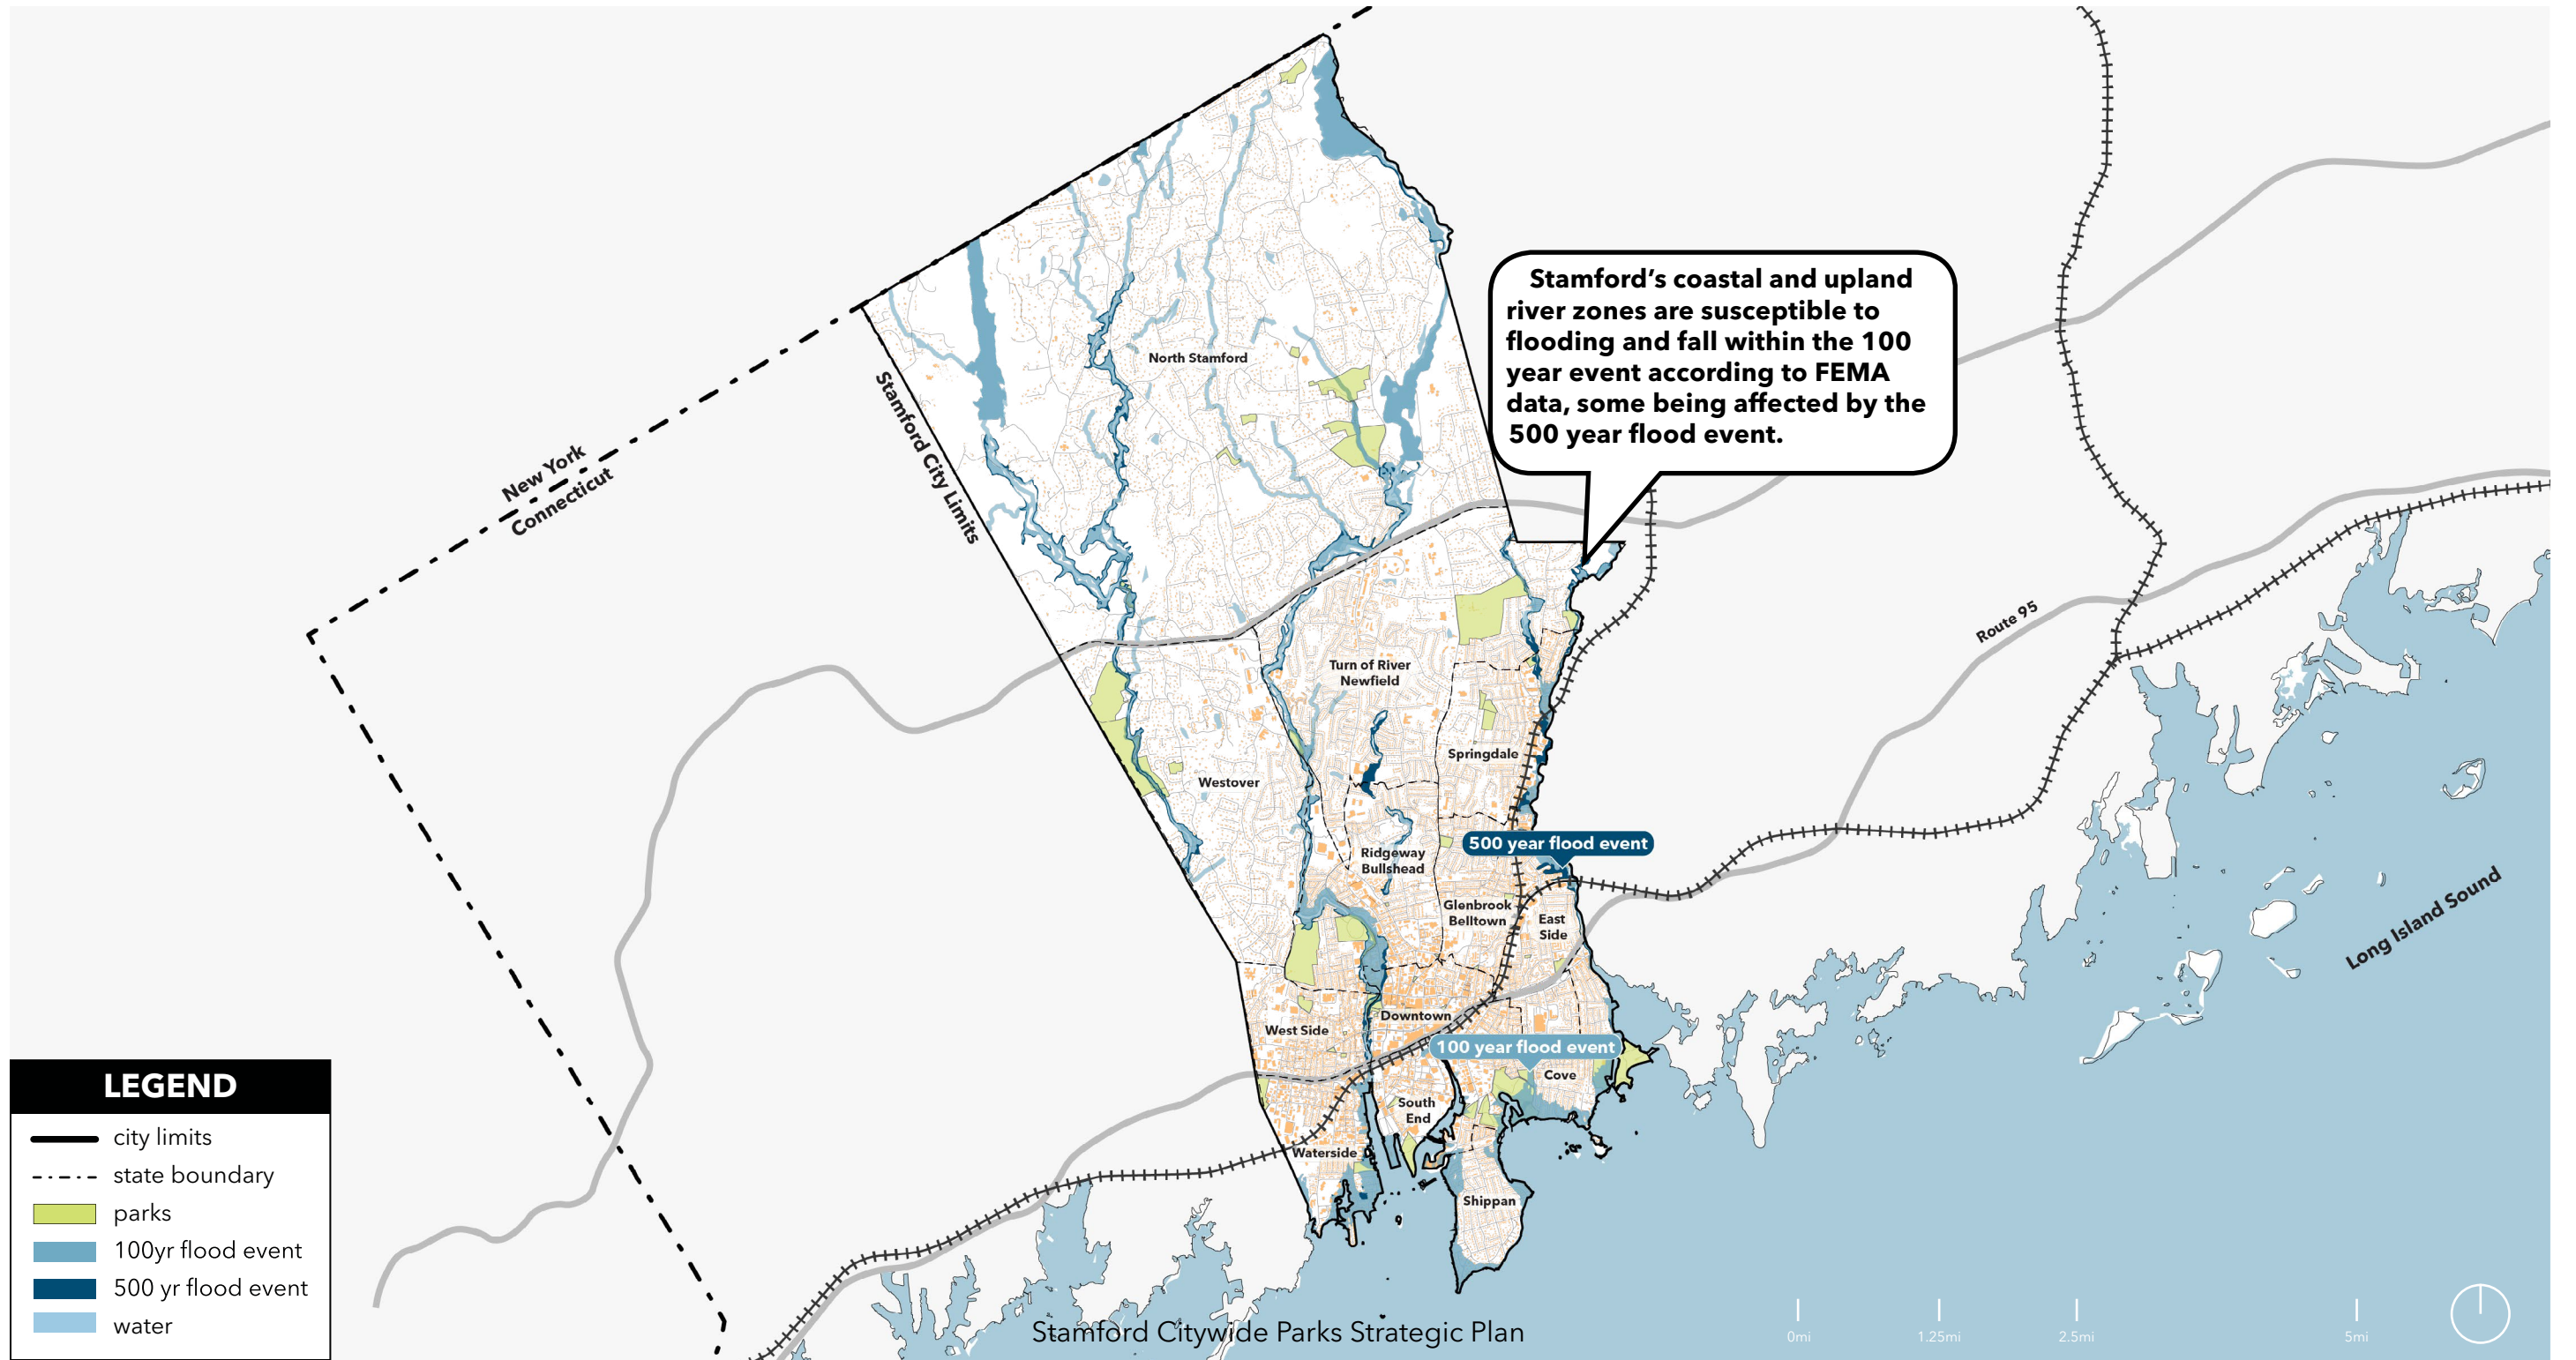 Stamford's coastal and upland
river zones are susceptible to
flooding and fall within the 100
year event according to FEMA
data, some being affected by the
500 year flood event.
North Stamford
Stamford City Limits
New York
Connecticut
Route 95
Turn of River
Newfield
Springdale
Westover
500 year flood event
Ridgeway
Bullshead
Glenbrook
Belltown
East
Side
Long Island Sound
West Side
Downtown
100 year flood event
Cove
South
End
Waterside
Shippan
LEGEND
city limits
state boundary
parks
100yr flood event
500 yr flood event
water
Stamford Citywide Parks Strategic Plan
0mi
1.25mi
2.5mi
5mi